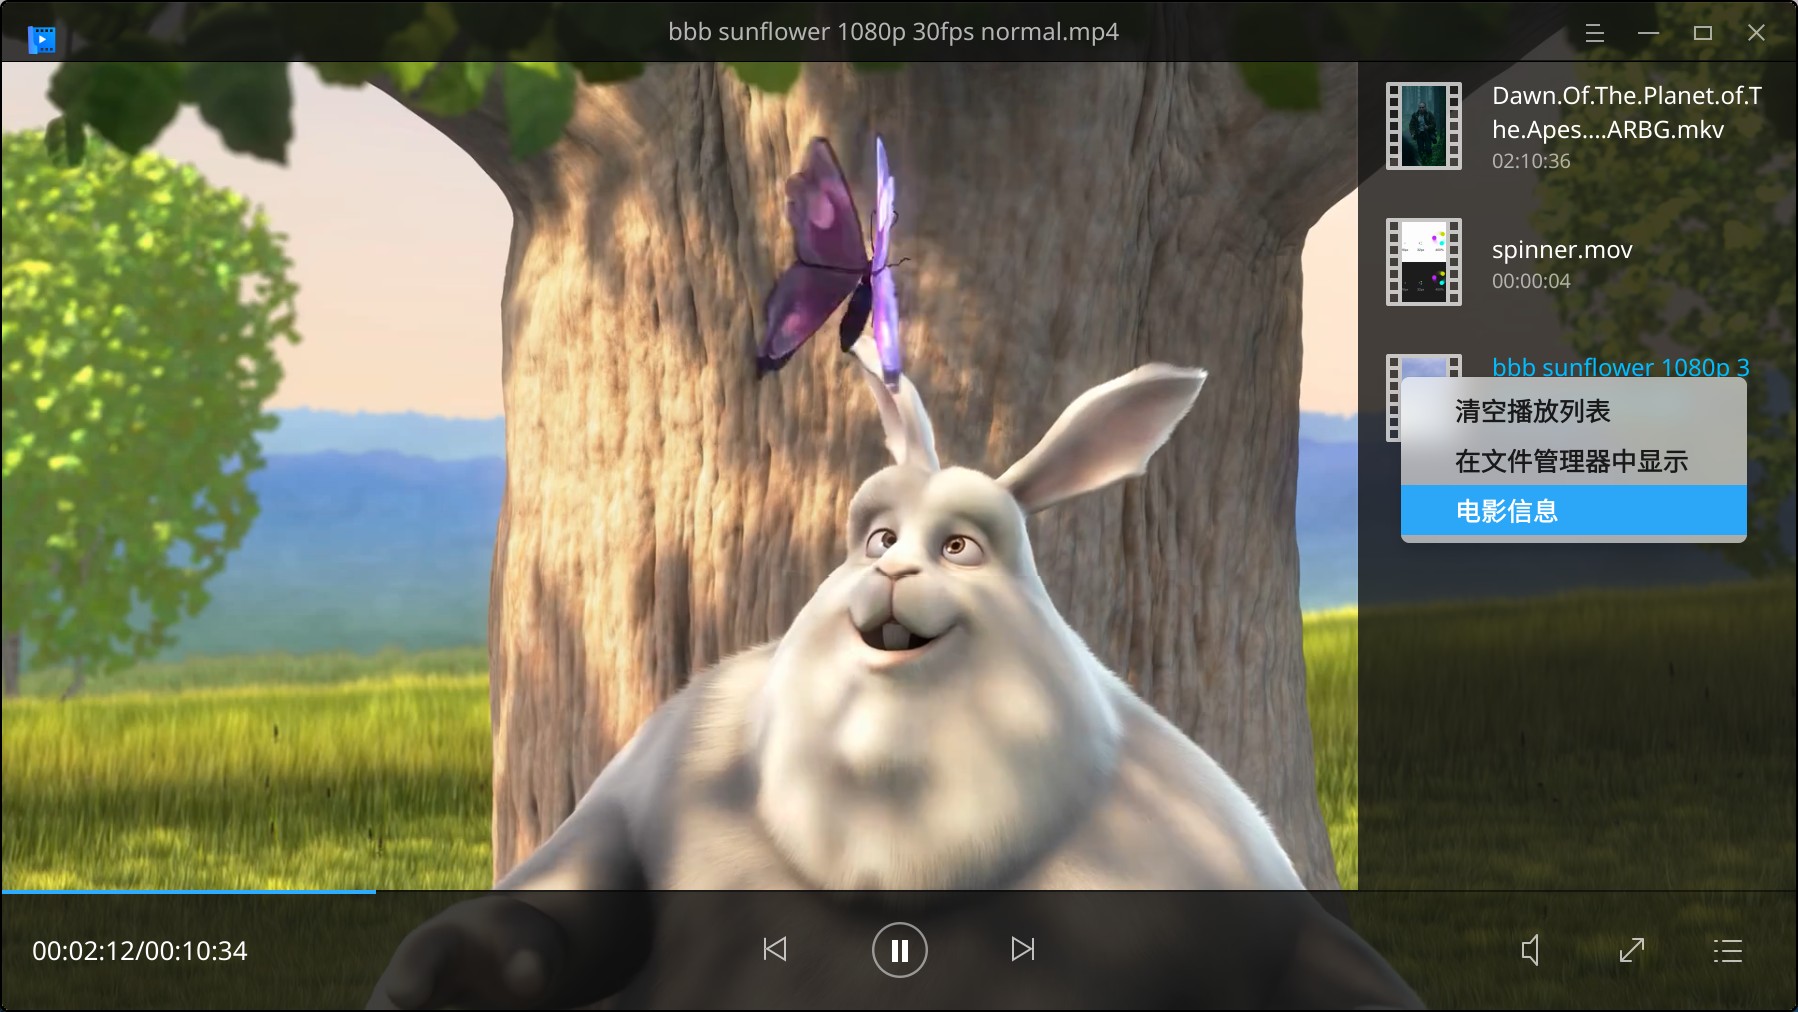 bbb sunflower 1080p 30fps normal.mp4
Dawn.Of.The.Planet.of.T
he.Apes....ARBG.mkv
02:10:36
spinner.mov
00:00:04
bbb sunflower 1080p 3
清空播放列表
在文件管理器中显示
电影信息
00:02:12/00:10:34